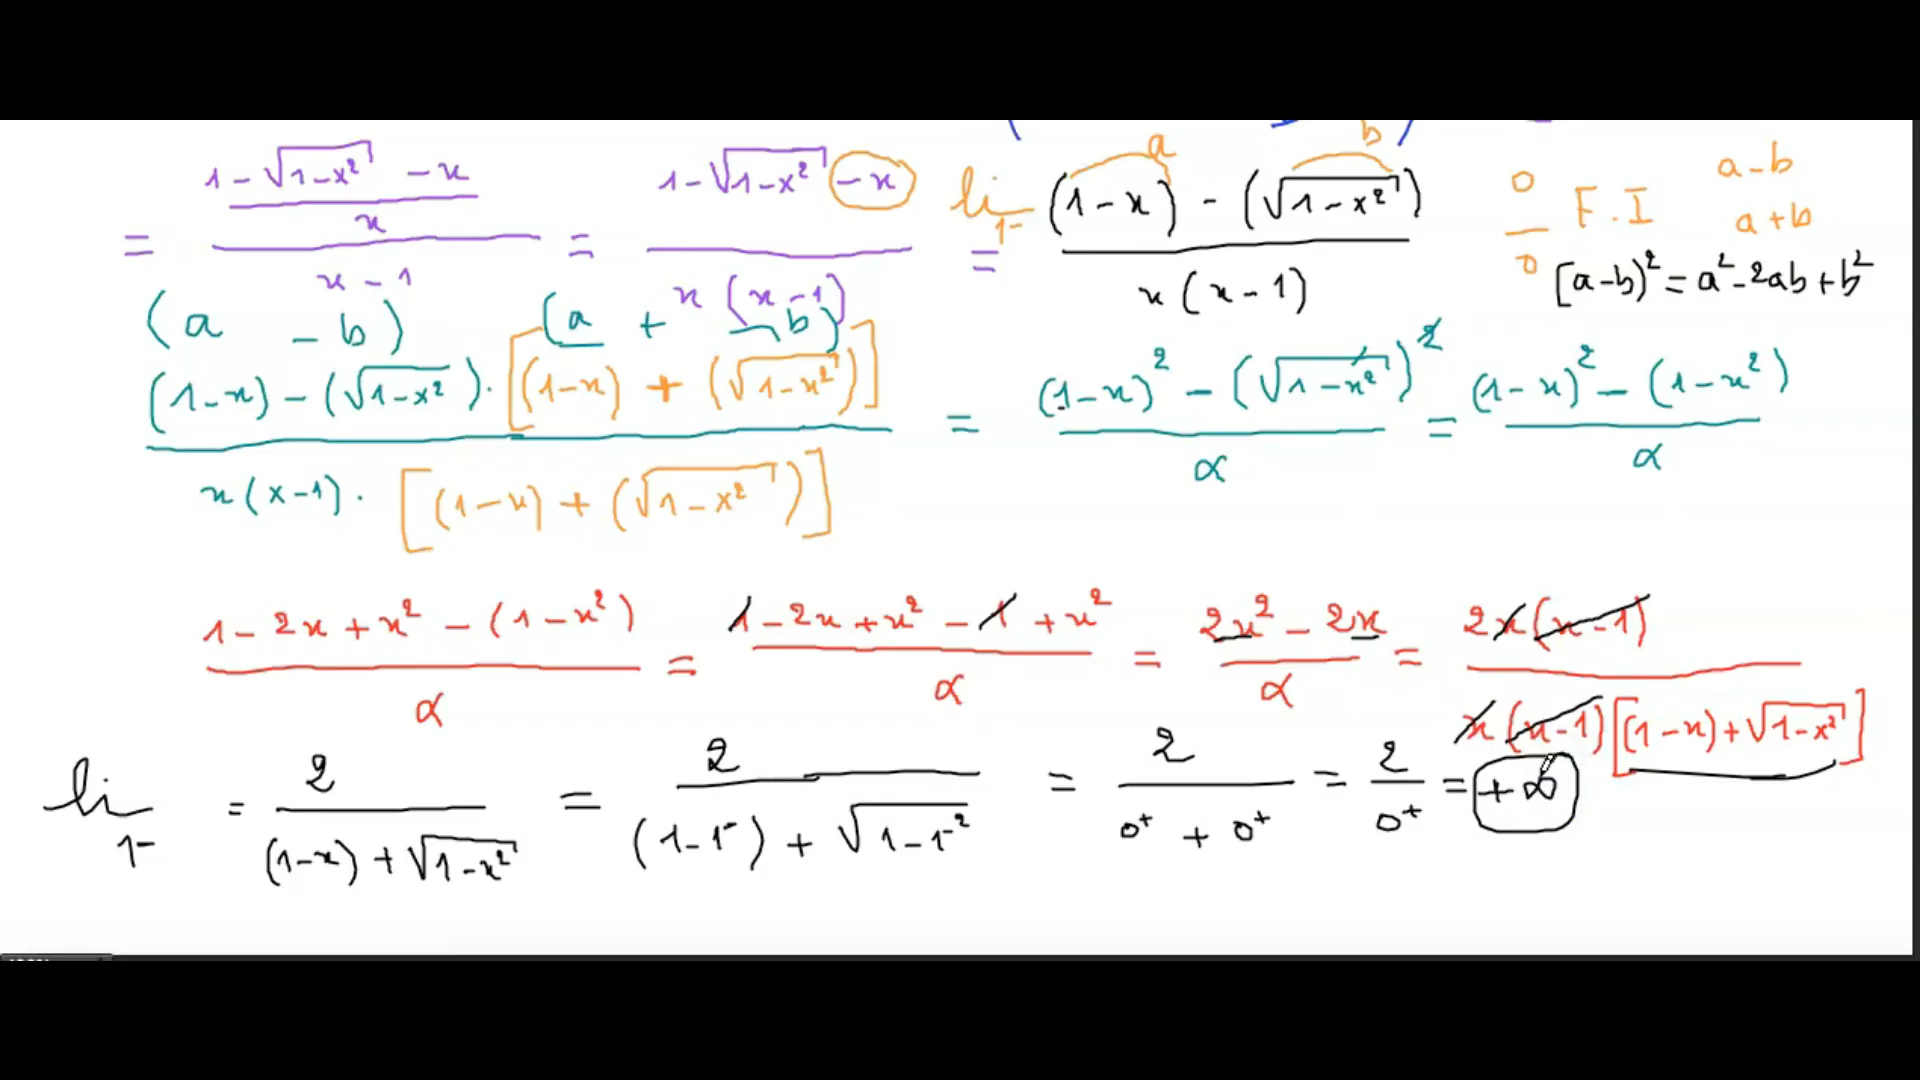 = (1-√(1-x²) - x)/x / (x-1) = (1-√(1-x²) - x) / (x(x-1)) = lim 1⁻ ((1-x) - (√(1-x²))) / (x(x-1)) a b 0/0 F.I a-b
a+b
[a-b)² = a² - 2ab + b²
(a - b) (a + b)
((1-x) - (√(1-x²)) · [(1-x) + (√(1-x²))]) / (x(x-1) · [(1-x) + (√(1-x²))]) = ((1-x)² - (√(1-x²))²) / α = ((1-x)² - (1-x²)) / α
(1-2x+x² - (1-x²)) / α = (1-2x+x² - 1 + x²) / α = (2x² - 2x) / α = 2x(x-1) / (x(x-1)[(1-x)+√(1-x²)])
li 1⁻ = 2 / ((1-x)+√(1-x²)) = 2 / ((1-1⁻) + √(1-1⁻²)) = 2 / (0⁺ + 0⁺) = 2 / 0⁺ = +∞